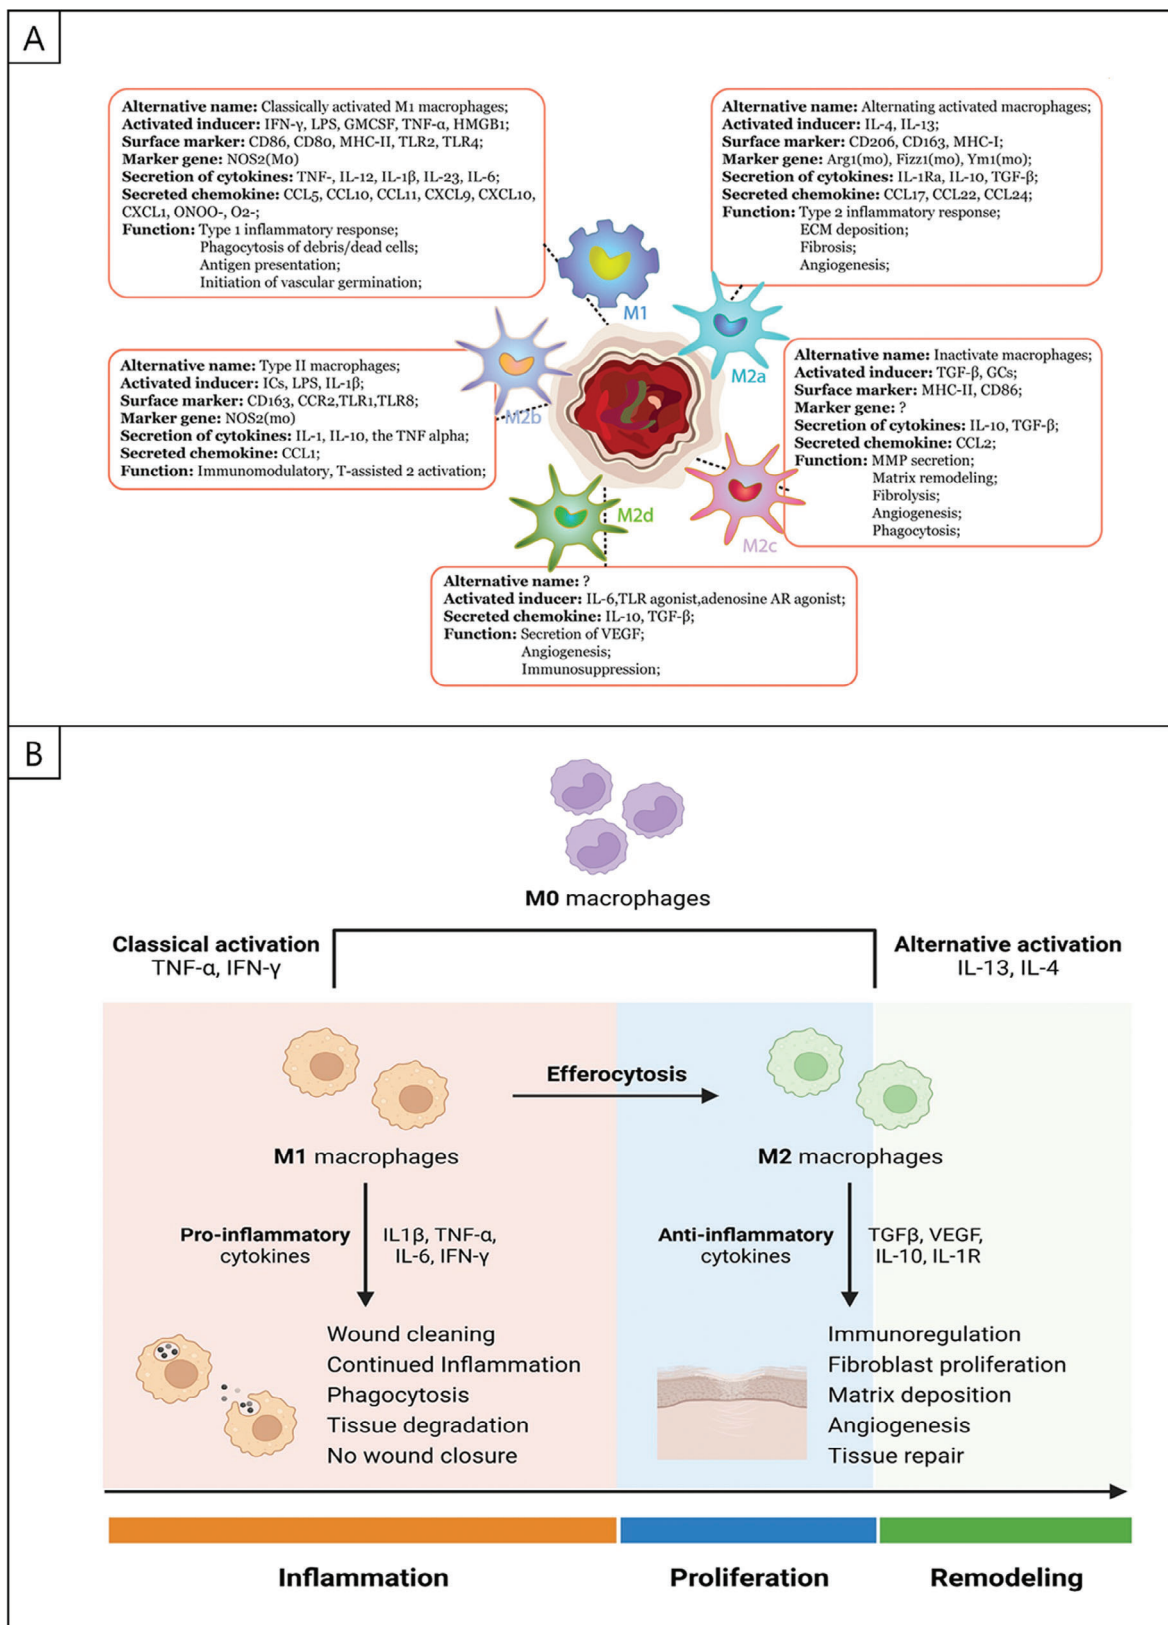 A
Alternative name: Classically activated M1 macrophages;
Activated inducer: IFN-γ, LPS, GMCSF, TNF-α, HMGB1;
Surface marker: CD86, CD80, MHC-II, TLR2, TLR4;
Marker gene: NOS2(Mo)
Secretion of cytokines: TNF-, IL-12, IL-1β, IL-23, IL-6;
Secreted chemokine: CCL5, CCL10, CCL11, CXCL9, CXCL10,
CXCL1, ONOO-, O2-;
Function: Type 1 inflammatory response;
Phagocytosis of debris/dead cells;
Antigen presentation;
Initiation of vascular germination;
Alternative name: Alternating activated macrophages;
Activated inducer: IL-4, IL-13;
Surface marker: CD206, CD163, MHC-I;
Marker gene: Arg1(mo), Fizz1(mo), Ym1(mo);
Secretion of cytokines: IL-1Ra, IL-10, TGF-β;
Secreted chemokine: CCL17, CCL22, CCL24;
Function: Type 2 inflammatory response;
ECM deposition;
Fibrosis;
Angiogenesis;
M1
M2a
Alternative name: Type II macrophages;
Activated inducer: ICs, LPS, IL-1β;
Surface marker: CD163, CCR2,TLR1,TLR8;
Marker gene: NOS2(mo)
Secretion of cytokines: IL-1, IL-10, the TNF alpha;
Secreted chemokine: CCL1;
Function: Immunomodulatory, T-assisted 2 activation;
M2b
Alternative name: Inactivate macrophages;
Activated inducer: TGF-β, GCs;
Surface marker: MHC-II, CD86;
Marker gene: ?
Secretion of cytokines: IL-10, TGF-β;
Secreted chemokine: CCL2;
Function: MMP secretion;
Matrix remodeling;
Fibrolysis;
Angiogenesis;
Phagocytosis;
M2d
M2c
Alternative name: ?
Activated inducer: IL-6,TLR agonist,adenosine AR agonist;
Secreted chemokine: IL-10, TGF-β;
Function: Secretion of VEGF;
Angiogenesis;
Immunosuppression;
B
M0 macrophages
Classical activation
TNF-α, IFN-γ
Alternative activation
IL-13, IL-4
Efferocytosis
M1 macrophages
M2 macrophages
Pro-inflammatory
cytokines
IL1β, TNF-α,
IL-6, IFN-γ
Anti-inflammatory
cytokines
TGFβ, VEGF,
IL-10, IL-1R
Wound cleaning
Continued Inflammation
Phagocytosis
Tissue degradation
No wound closure
Immunoregulation
Fibroblast proliferation
Matrix deposition
Angiogenesis
Tissue repair
Inflammation
Proliferation
Remodeling